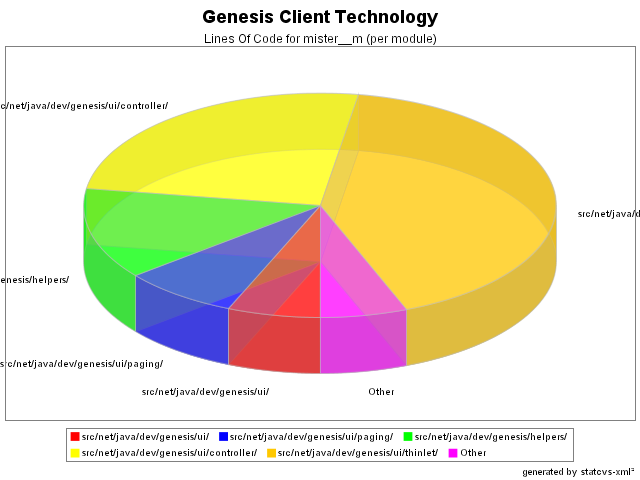 Genesis Client Technology
Lines Of Code for mister__m (per module)
c/net/java/dev/genesis/ui/controller/
src/net/java/d
enesis/helpers/
src/net/java/dev/genesis/ui/paging/
src/net/java/dev/genesis/ui/
Other
src/net/java/dev/genesis/ui/ src/net/java/dev/genesis/ui/paging/ src/net/java/dev/genesis/helpers/
src/net/java/dev/genesis/ui/controller/ src/net/java/dev/genesis/ui/thinlet/ Other
generated by statcvs-xml²